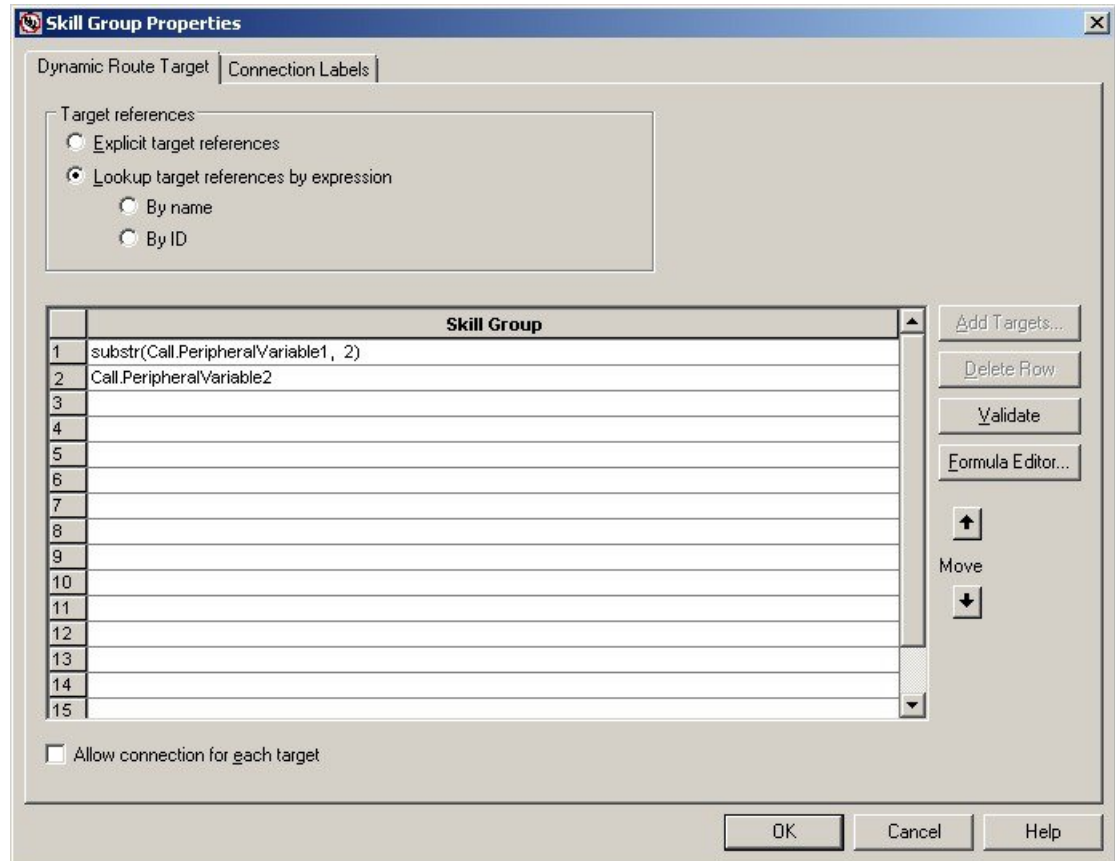 Skill Group Properties
Dynamic Route Target Connection Labels
Target references
Explicit target references
Lookup target references by expression
By name
By ID
Skill Group
1 substr(Call.PeripheralVariable1, 2)
2 Call.PeripheralVariable2
3
4
5
6
7
8
9
10
11
12
13
14
15
Add Targets...
Delete Row
Validate
Formula Editor...
Move
Allow connection for each target
OK Cancel Help